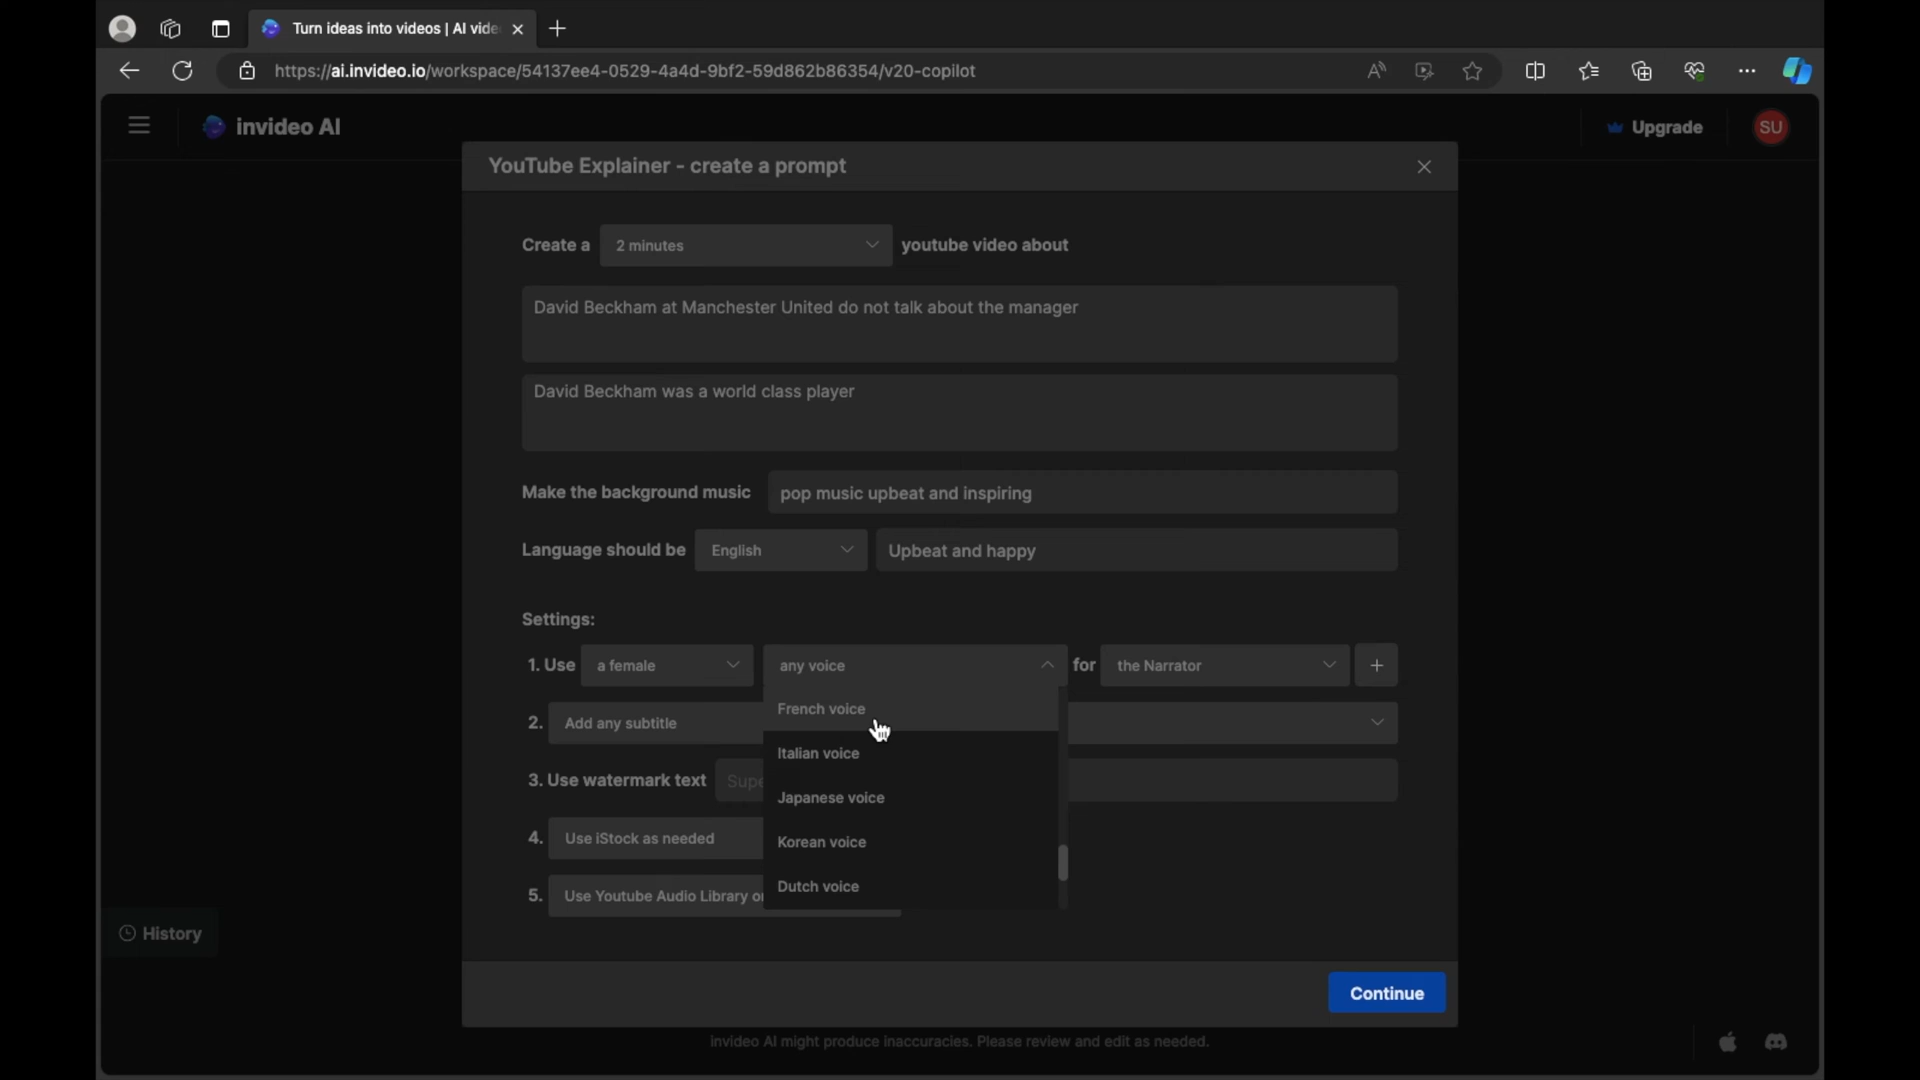 Turn ideas into videos | AI vide
https://ai.invideo.io/workspace/54137ee4-0529-4a4d-9bf2-59d862b86354/v20-copilot
invideo AI
Upgrade
SU
YouTube Explainer - create a prompt
Create a 2 minutes youtube video about
David Beckham at Manchester United do not talk about the manager
David Beckham was a world class player
Make the background music pop music upbeat and inspiring
Language should be English Upbeat and happy
Settings:
1. Use a female any voice for the Narrator +
French voice
2. Add any subtitle
Italian voice
3. Use watermark text Supe
Japanese voice
4. Use iStock as needed
Korean voice
5. Use Youtube Audio Library o
Dutch voice
History
Continue
invideo AI might produce inaccuracies. Please review and edit as needed.